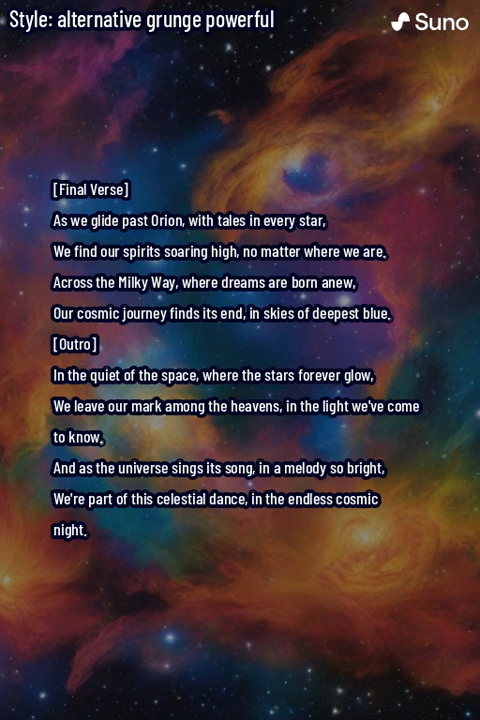 Style: alternative grunge powerful
Suno
[Final Verse]
As we glide past Orion, with tales in every star,
We find our spirits soaring high, no matter where we are.
Across the Milky Way, where dreams are born anew,
Our cosmic journey finds its end, in skies of deepest blue.
[Outro]
In the quiet of the space, where the stars forever glow,
We leave our mark among the heavens, in the light we've come
to know.
And as the universe sings its song, in a melody so bright,
We're part of this celestial dance, in the endless cosmic
night.